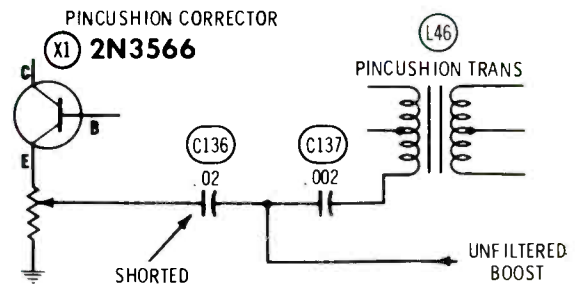 PINCUSHION CORRECTOR
X1 2N3566
C
B
E
L46
PINCUSHION TRANS
C136
02
C137
002
SHORTED
UNFILTERED
BOOST